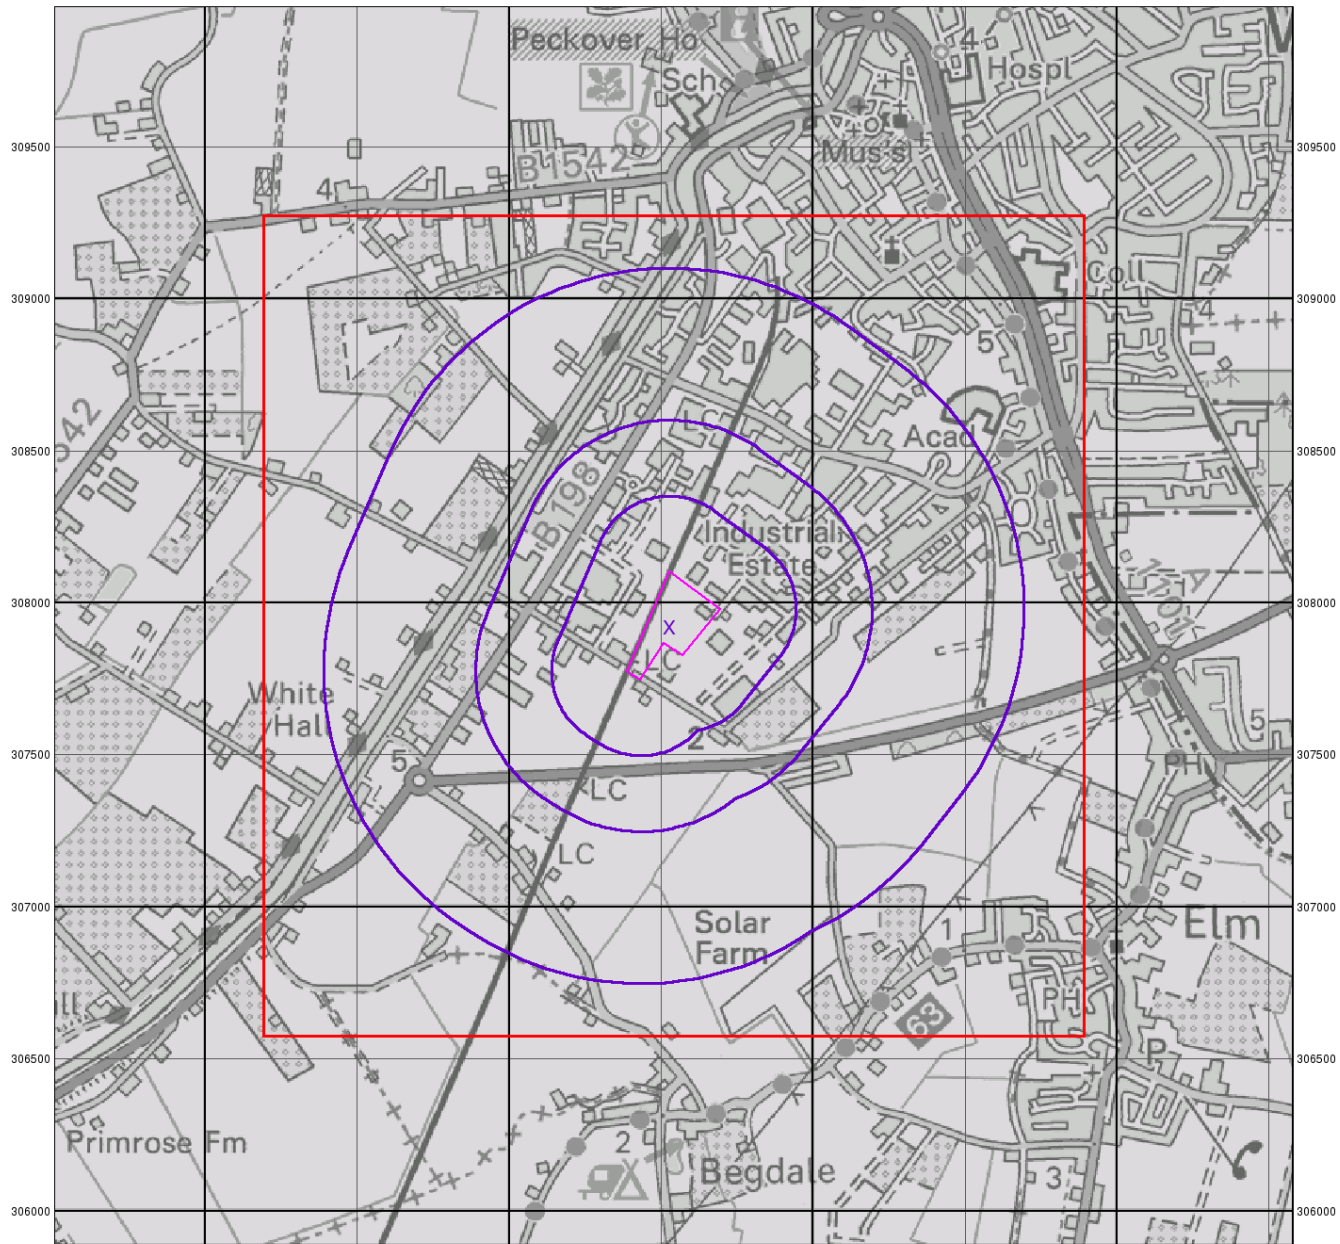 Peckover Ho
4
Hospl
Sch
309500
B1542
Mus's
309500
4
309000
Coll
4
309000
5
LC
Acad
308500
308500
B198
Industrial
Estate
A1101
308000
308000
LC
White
Hall
2
5
307500
307500
5
PH
LC
LC
307000
307000
Solar
Farm
1
Elm
PH
63
306500
306500
P
Primrose Fm
2
Begdale
3
306000
306000
X